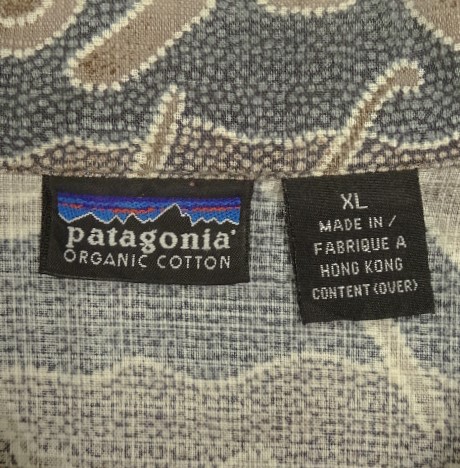 patagonia®
ORGANIC COTTON
XL
MADE IN /
FABRIQUE A
HONG KONG
CONTENT (OVER)